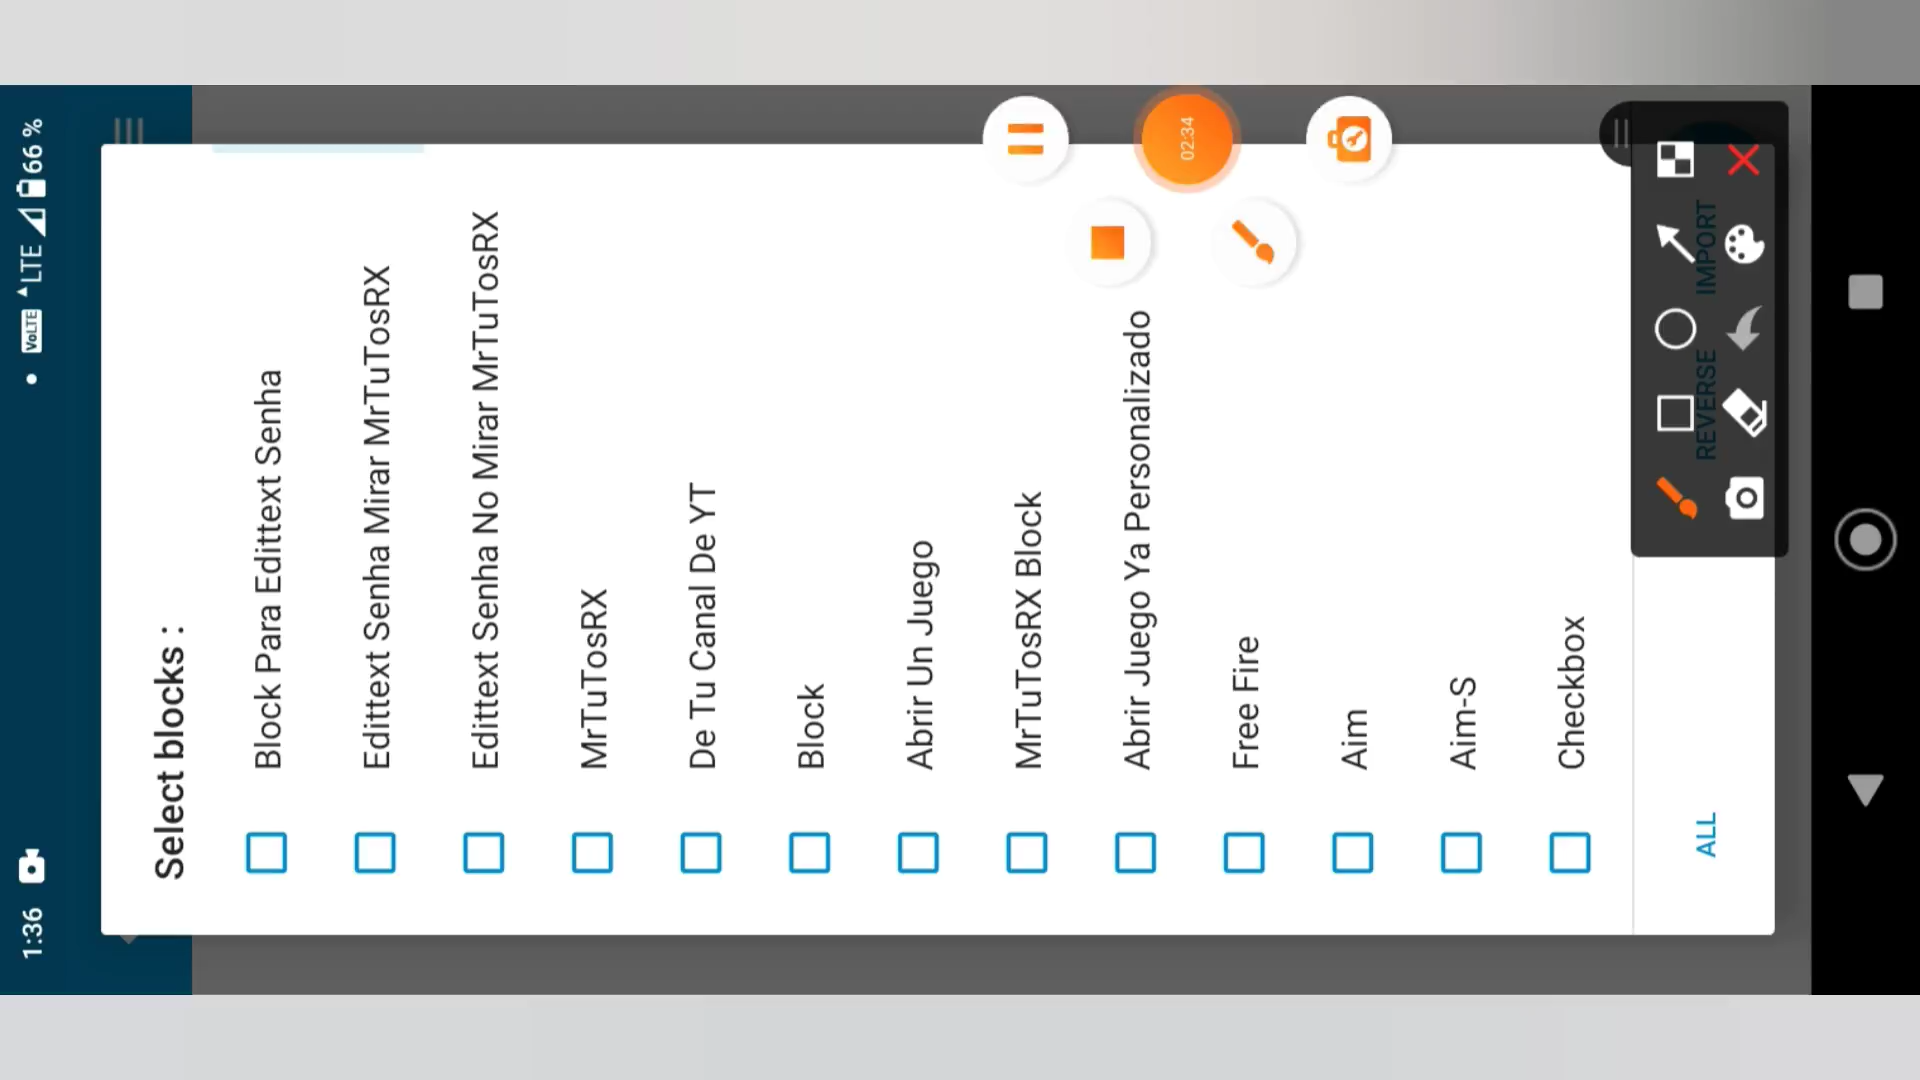 1:36
VoLTE
LTE
66 %
Select blocks :
Block Para Edittext Senha
Edittext Senha Mirar MrTuTosRX
Edittext Senha No Mirar MrTuTosRX
MrTuTosRX
De Tu Canal De YT
Block
Abrir Un Juego
MrTuTosRX Block
Abrir Juego Ya Personalizado
Free Fire
Aim
Aim-S
Checkbox
ALL
REVERSE
IMPORT
02:34